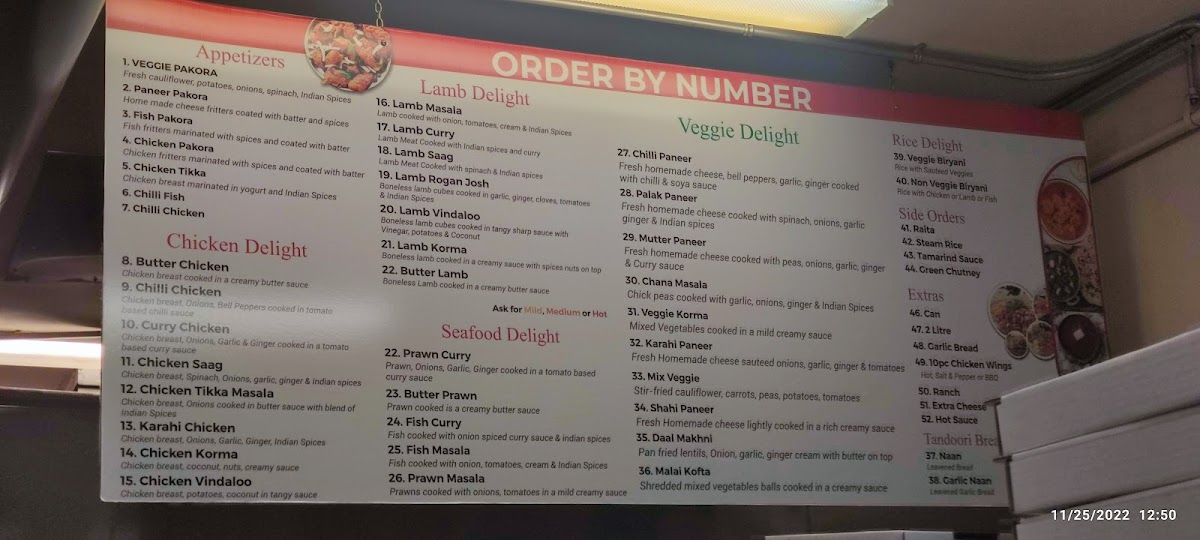 ORDER BY NUMBER
Appetizers
1. VEGGIE PAKORA
Fresh cauliflower, potatoes, onions, spinach, Indian Spices
2. Paneer Pakora
Home made cheese fritters coated with batter and spices
3. Fish Pakora
Fish fritters marinated with spices and coated with batter
4. Chicken Pakora
Chicken fritters marinated with spices and coated with batter
5. Chicken Tikka
Chicken breast marinated in yogurt and Indian Spices
6. Chilli Fish
7. Chilli Chicken
Chicken Delight
8. Butter Chicken
Chicken breast cooked in a creamy butter sauce
9. Chilli Chicken
Chicken breast, Onions, Bell Peppers cooked in tomato
based chilli sauce
10. Curry Chicken
Chicken breast, Onions, Garlic & Ginger cooked in a tomato
based curry sauce
11. Chicken Saag
Chicken breast, Spinach, Onions, garlic, ginger & Indian spices
12. Chicken Tikka Masala
Chicken breast, Onions cooked in butter sauce with blend of
Indian Spices
13. Karahi Chicken
Chicken breast, Onions, Garlic, Ginger, Indian Spices
14. Chicken Korma
Chicken breast, coconut, nuts, creamy sauce
15. Chicken Vindaloo
Chicken breast, potatoes, coconut in tangy sauce
Lamb Delight
16. Lamb Masala
Lamb cooked with onion, tomatoes, cream & Indian Spices
17. Lamb Curry
Lamb Meat Cooked with Indian spices and curry
18. Lamb Saag
Lamb Meat Cooked with spinach & Indian spices
19. Lamb Rogan Josh
Boneless lamb cubes cooked in garlic, ginger, cloves, tomatoes
& Indian Spices
20. Lamb Vindaloo
Boneless lamb cubes cooked in tangy sharp sauce with
Vinegar, potatoes & Coconut
21. Lamb Korma
Boneless lamb cooked in a creamy sauce with spices nuts on top
22. Butter Lamb
Boneless Lamb cooked in a creamy butter sauce
Ask for Mild, Medium or Hot
Seafood Delight
22. Prawn Curry
Prawn, Onions, Garlic, Ginger cooked in a tomato based
curry sauce
23. Butter Prawn
Prawn cooked is a creamy butter sauce
24. Fish Curry
Fish cooked with onion spiced curry sauce & indian spices
25. Fish Masala
Fish cooked with onion, tomatoes, cream & Indian Spices
26. Prawn Masala
Prawns cooked with onions, tomatoes in a mild creamy sauce
Veggie Delight
27. Chilli Paneer
Fresh homemade cheese, bell peppers, garlic, ginger cooked
with chilli & soya sauce
28. Palak Paneer
Fresh homemade cheese cooked with spinach, onions, garlic
ginger & Indian spices
29. Mutter Paneer
Fresh homemade cheese cooked with peas, onions, garlic, ginger
& Curry sauce
30. Chana Masala
Chick peas cooked with garlic, onions, ginger & Indian Spices
31. Veggie Korma
Mixed Vegetables cooked in a mild creamy sauce
32. Karahi Paneer
Fresh Homemade cheese sauteed onions, garlic, ginger & tomatoes
33. Mix Veggie
Stir-fried cauliflower, carrots, peas, potatoes, tomatoes
34. Shahi Paneer
Fresh Homemade cheese lightly cooked in a rich creamy sauce
35. Daal Makhni
Pan fried lentils, Onion, garlic, ginger cream with butter on top
36. Malai Kofta
Shredded mixed vegetables balls cooked in a creamy sauce
Rice Delight
39. Veggie Biryani
Rice with Sauteed Veggies
40. Non Veggie Biryani
Rice with Chicken or Lamb or Fish
Side Orders
41. Raita
42. Steam Rice
43. Tamarind Sauce
44. Green Chutney
Extras
46. Can
47. 2 Litre
48. Garlic Bread
49. 10pc Chicken Wings
Hot, Salt & Pepper or BBQ
50. Ranch
51. Extra Cheese
52. Hot Sauce
Tandoori Brea
37. Naan
Leavened Bread
38. Garlic Naan
Leavened Garlic Bread
11/25/2022 12:50